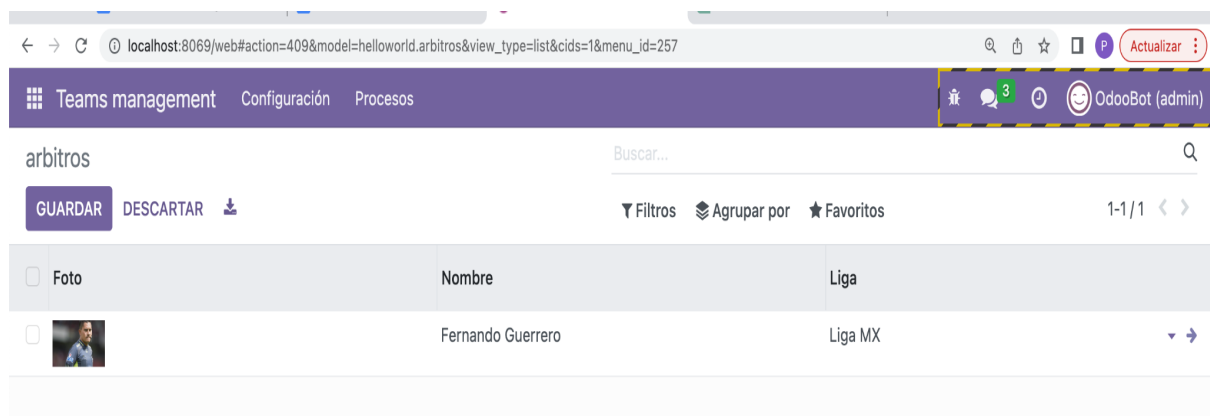 localhost:8069/web#action=409&model=helloworld.arbitros&view_type=list&cids=1&menu_id=257 P Actualizar
Teams management Configuración Procesos 3 OdooBot (admin)
arbitros Buscar...
GUARDAR DESCARTAR Filtros Agrupar por Favoritos 1-1 / 1
Foto Nombre Liga
Fernando Guerrero Liga MX